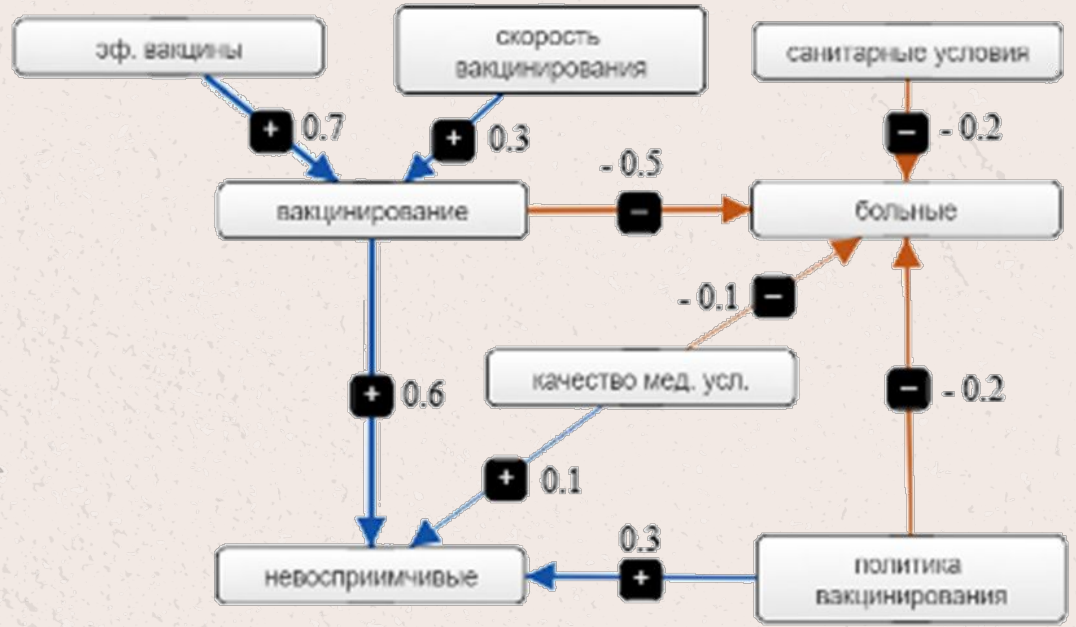 эф. вакцины
скорость
вакцинирования
санитарные условия
+ 0.7
+ 0.3
− - 0.2
- 0.5
−
вакцинирование
больные
- 0.1 −
качество мед. усл.
+ 0.6
− - 0.2
+ 0.1
0.3
+
невосприимчивые
политика
вакцинирования